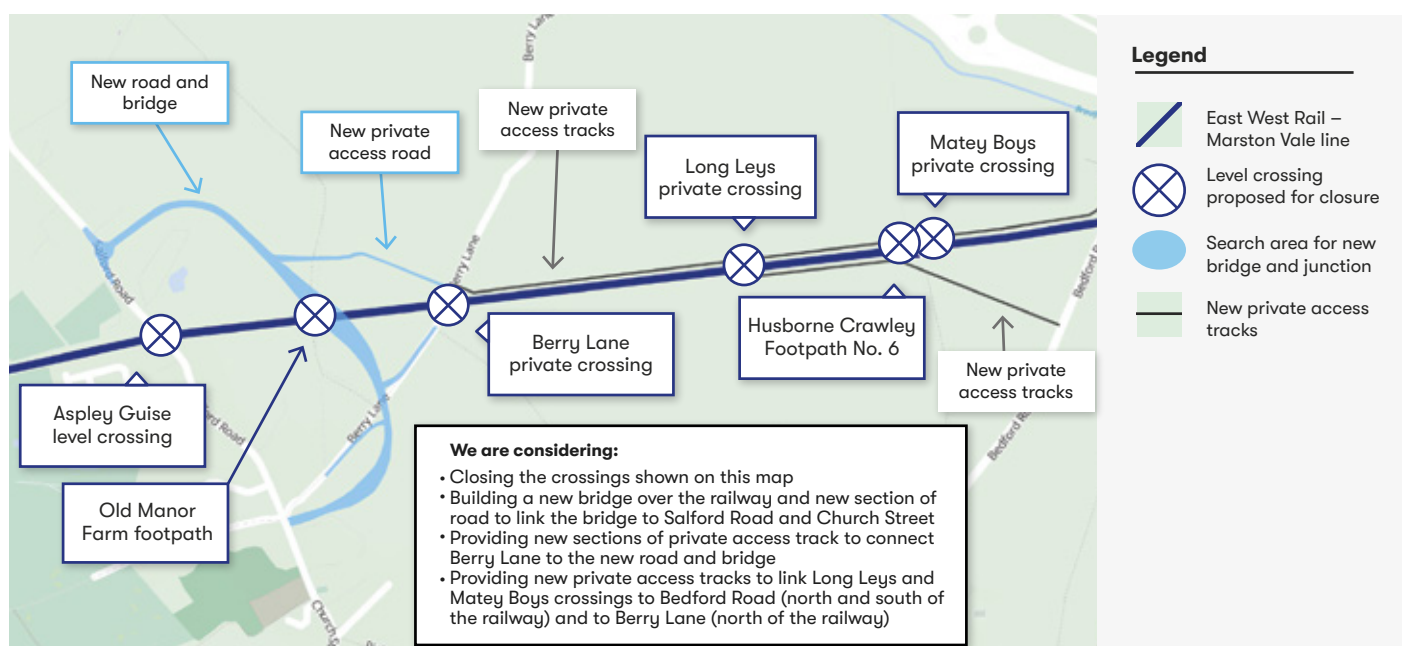 Berry Lane
Legend
New road and
bridge
New private
access road
New private
access tracks
Long Leys
private crossing
Matey Boys
private crossing
East West Rail –
Marston Vale line
Level crossing
proposed for closure
Search area for new
bridge and junction
New private access
tracks
Salford Road
Berry Lane
Bedford R
Berry Lane
private crossing
Husborne Crawley
Footpath No. 6
New private
access tracks
Aspley Guise
level crossing
ford Road
Berry Lane
Bedford Ro
Old Manor
Farm footpath
We are considering:
• Closing the crossings shown on this map
• Building a new bridge over the railway and new section of
road to link the bridge to Salford Road and Church Street
• Providing new sections of private access track to connect
Berry Lane to the new road and bridge
• Providing new private access tracks to link Long Leys and
Matey Boys crossings to Bedford Road (north and south of
the railway) and to Berry Lane (north of the railway)
Church